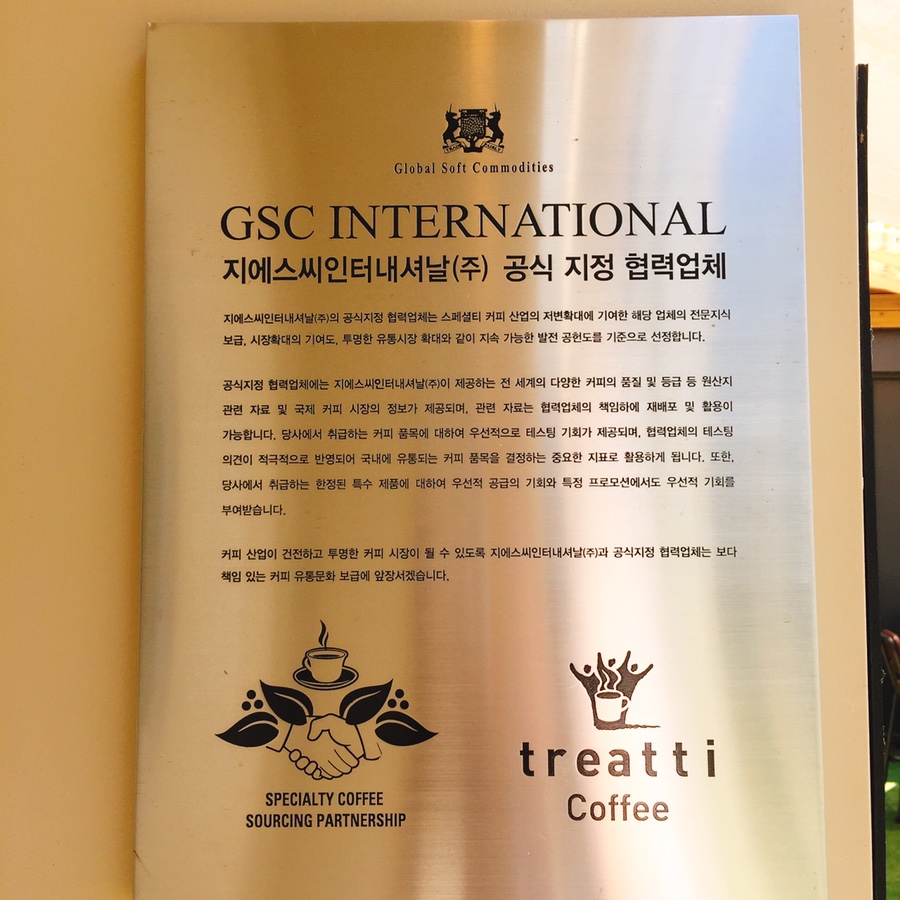 Global Soft Commodities
GSC INTERNATIONAL
지에스씨인터내셔날(주) 공식 지정 협력업체
지에스씨인터내셔날(주)의 공식지정 협력업체는 스페셜티 커피 산업의 저변확대에 기여한 해당 업체의 전문지식
보급, 시장확대의 기여도, 투명한 유통시장 확대와 같이 지속 가능한 발전 공헌도를 기준으로 선정합니다.
공식지정 협력업체에는 지에스씨인터내셔날(주)이 제공하는 전 세계의 다양한 커피의 품질 및 등급 등 원산지
관련 자료 및 국제 커피 시장의 정보가 제공되며, 관련 자료는 협력업체의 책임하에 재배포 및 활용이
가능합니다. 당사에서 취급하는 커피 품목에 대하여 우선적으로 테스팅 기회가 제공되며, 협력업체의 테스팅
의견이 적극적으로 반영되어 국내에 유통되는 커피 품목을 결정하는 중요한 지표로 활용하게 됩니다. 또한,
당사에서 취급하는 한정된 특수 제품에 대하여 우선적 공급의 기회와 특정 프로모션에서도 우선적 기회를
부여받습니다.
커피 산업이 건전하고 투명한 커피 시장이 될 수 있도록 지에스씨인터내셔날(주)과 공식지정 협력업체는 보다
책임 있는 커피 유통문화 보급에 앞장서겠습니다.
SPECIALTY COFFEE
SOURCING PARTNERSHIP
treatti
Coffee